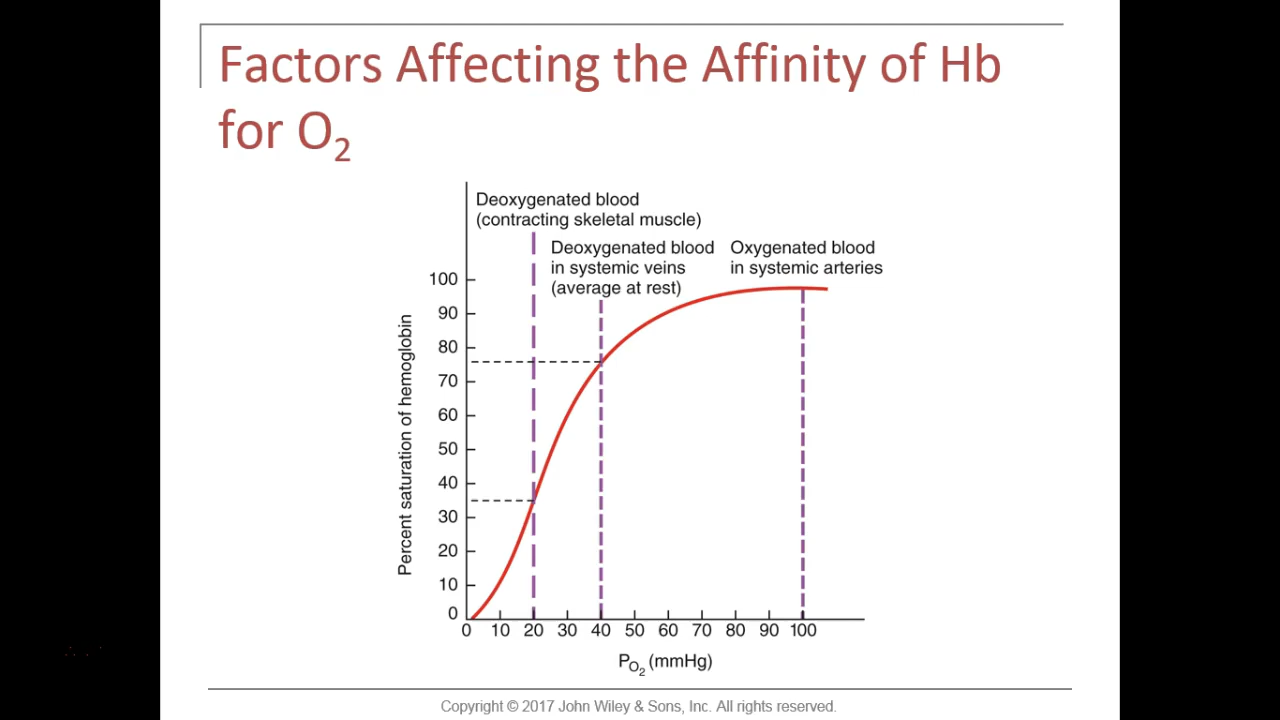 Factors Affecting the Affinity of Hb
for O₂
Deoxygenated blood
(contracting skeletal muscle)
Deoxygenated blood
in systemic veins
(average at rest)
Oxygenated blood
in systemic arteries
Percent saturation of hemoglobin
100
90
80
70
60
50
40
30
20
10
0
0 10 20 30 40 50 60 70 80 90 100
PO₂ (mmHg)
Copyright © 2017 John Wiley & Sons, Inc. All rights reserved.